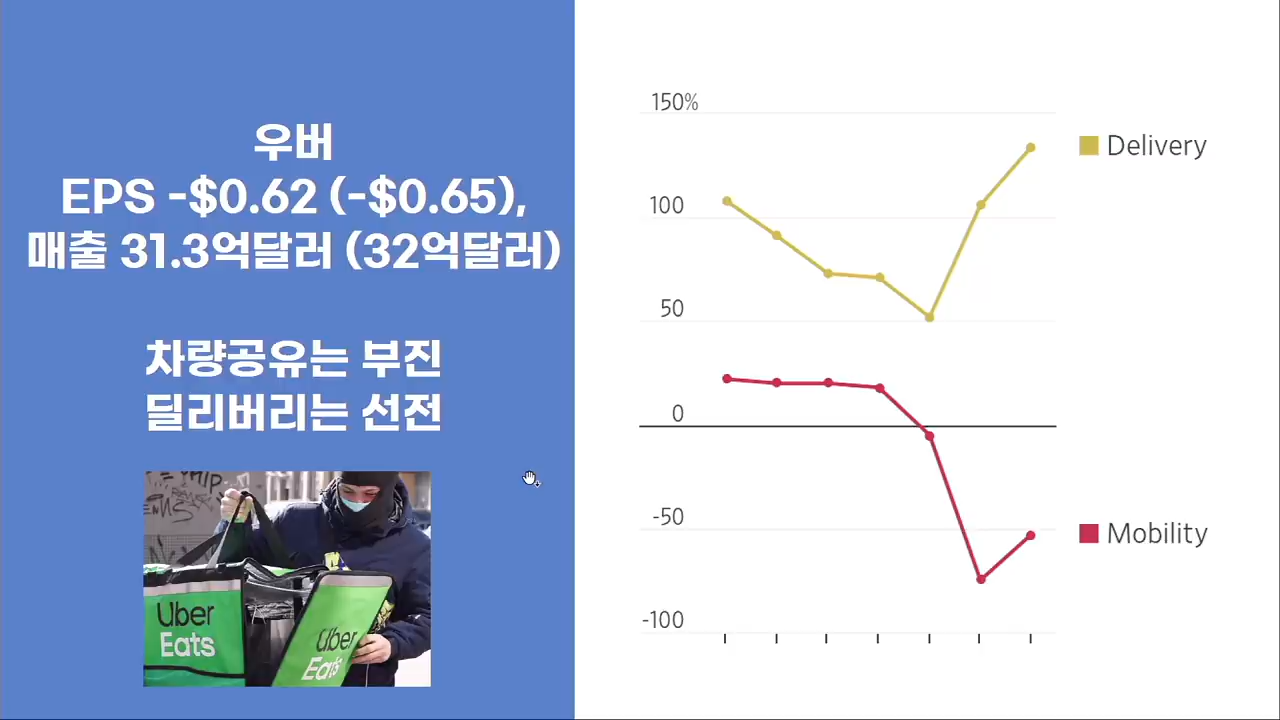 우버
EPS -$0.62 (-$0.65),
매출 31.3억달러 (32억달러)
차량공유는 부진
딜리버리는 선전
Uber
Eats
Uber
Eats
150%
100
50
0
-50
-100
Delivery
Mobility